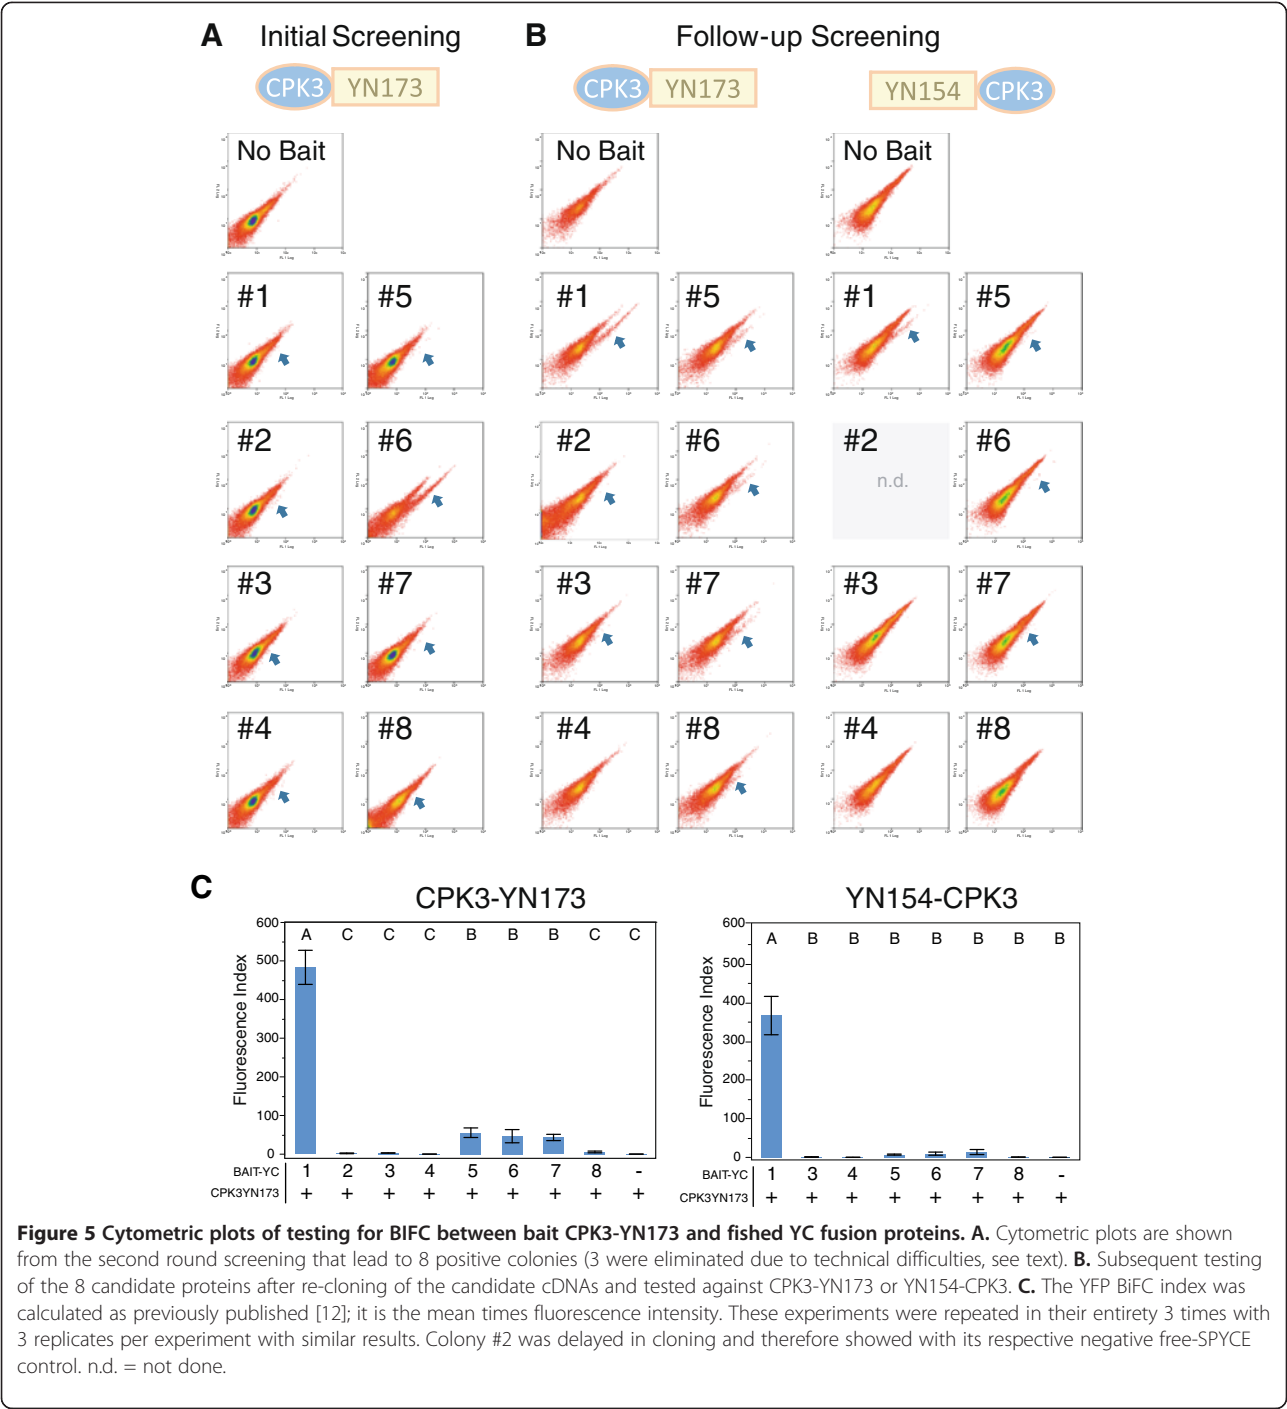 A Initial Screening B Follow-up Screening
CPK3 YN173 CPK3 YN173 YN154 CPK3
No Bait No Bait No Bait
#1 #5 #1 #5 #1 #5
#2 #6 #2 #6 #2 n.d. #6
#3 #7 #3 #7 #3 #7
#4 #8 #4 #8 #4 #8
C
CPK3-YN173
Fluorescence Index
600
500
400
300
200
100
0
A C C C B B B C C
BAIT-YC 1 2 3 4 5 6 7 8 -
CPK3YN173 + + + + + + + + +
YN154-CPK3
Fluorescence Index
600
500
400
300
200
100
0
A B B B B B B B
BAIT-YC 1 3 4 5 6 7 8 -
CPK3YN173 + + + + + + + +
Figure 5 Cytometric plots of testing for BIFC between bait CPK3-YN173 and fished YC fusion proteins. A. Cytometric plots are shown
from the second round screening that lead to 8 positive colonies (3 were eliminated due to technical difficulties, see text). B. Subsequent testing
of the 8 candidate proteins after re-cloning of the candidate cDNAs and tested against CPK3-YN173 or YN154-CPK3. C. The YFP BiFC index was
calculated as previously published [12]; it is the mean times fluorescence intensity. These experiments were repeated in their entirety 3 times with
3 replicates per experiment with similar results. Colony #2 was delayed in cloning and therefore showed with its respective negative free-SPYCE
control. n.d. = not done.